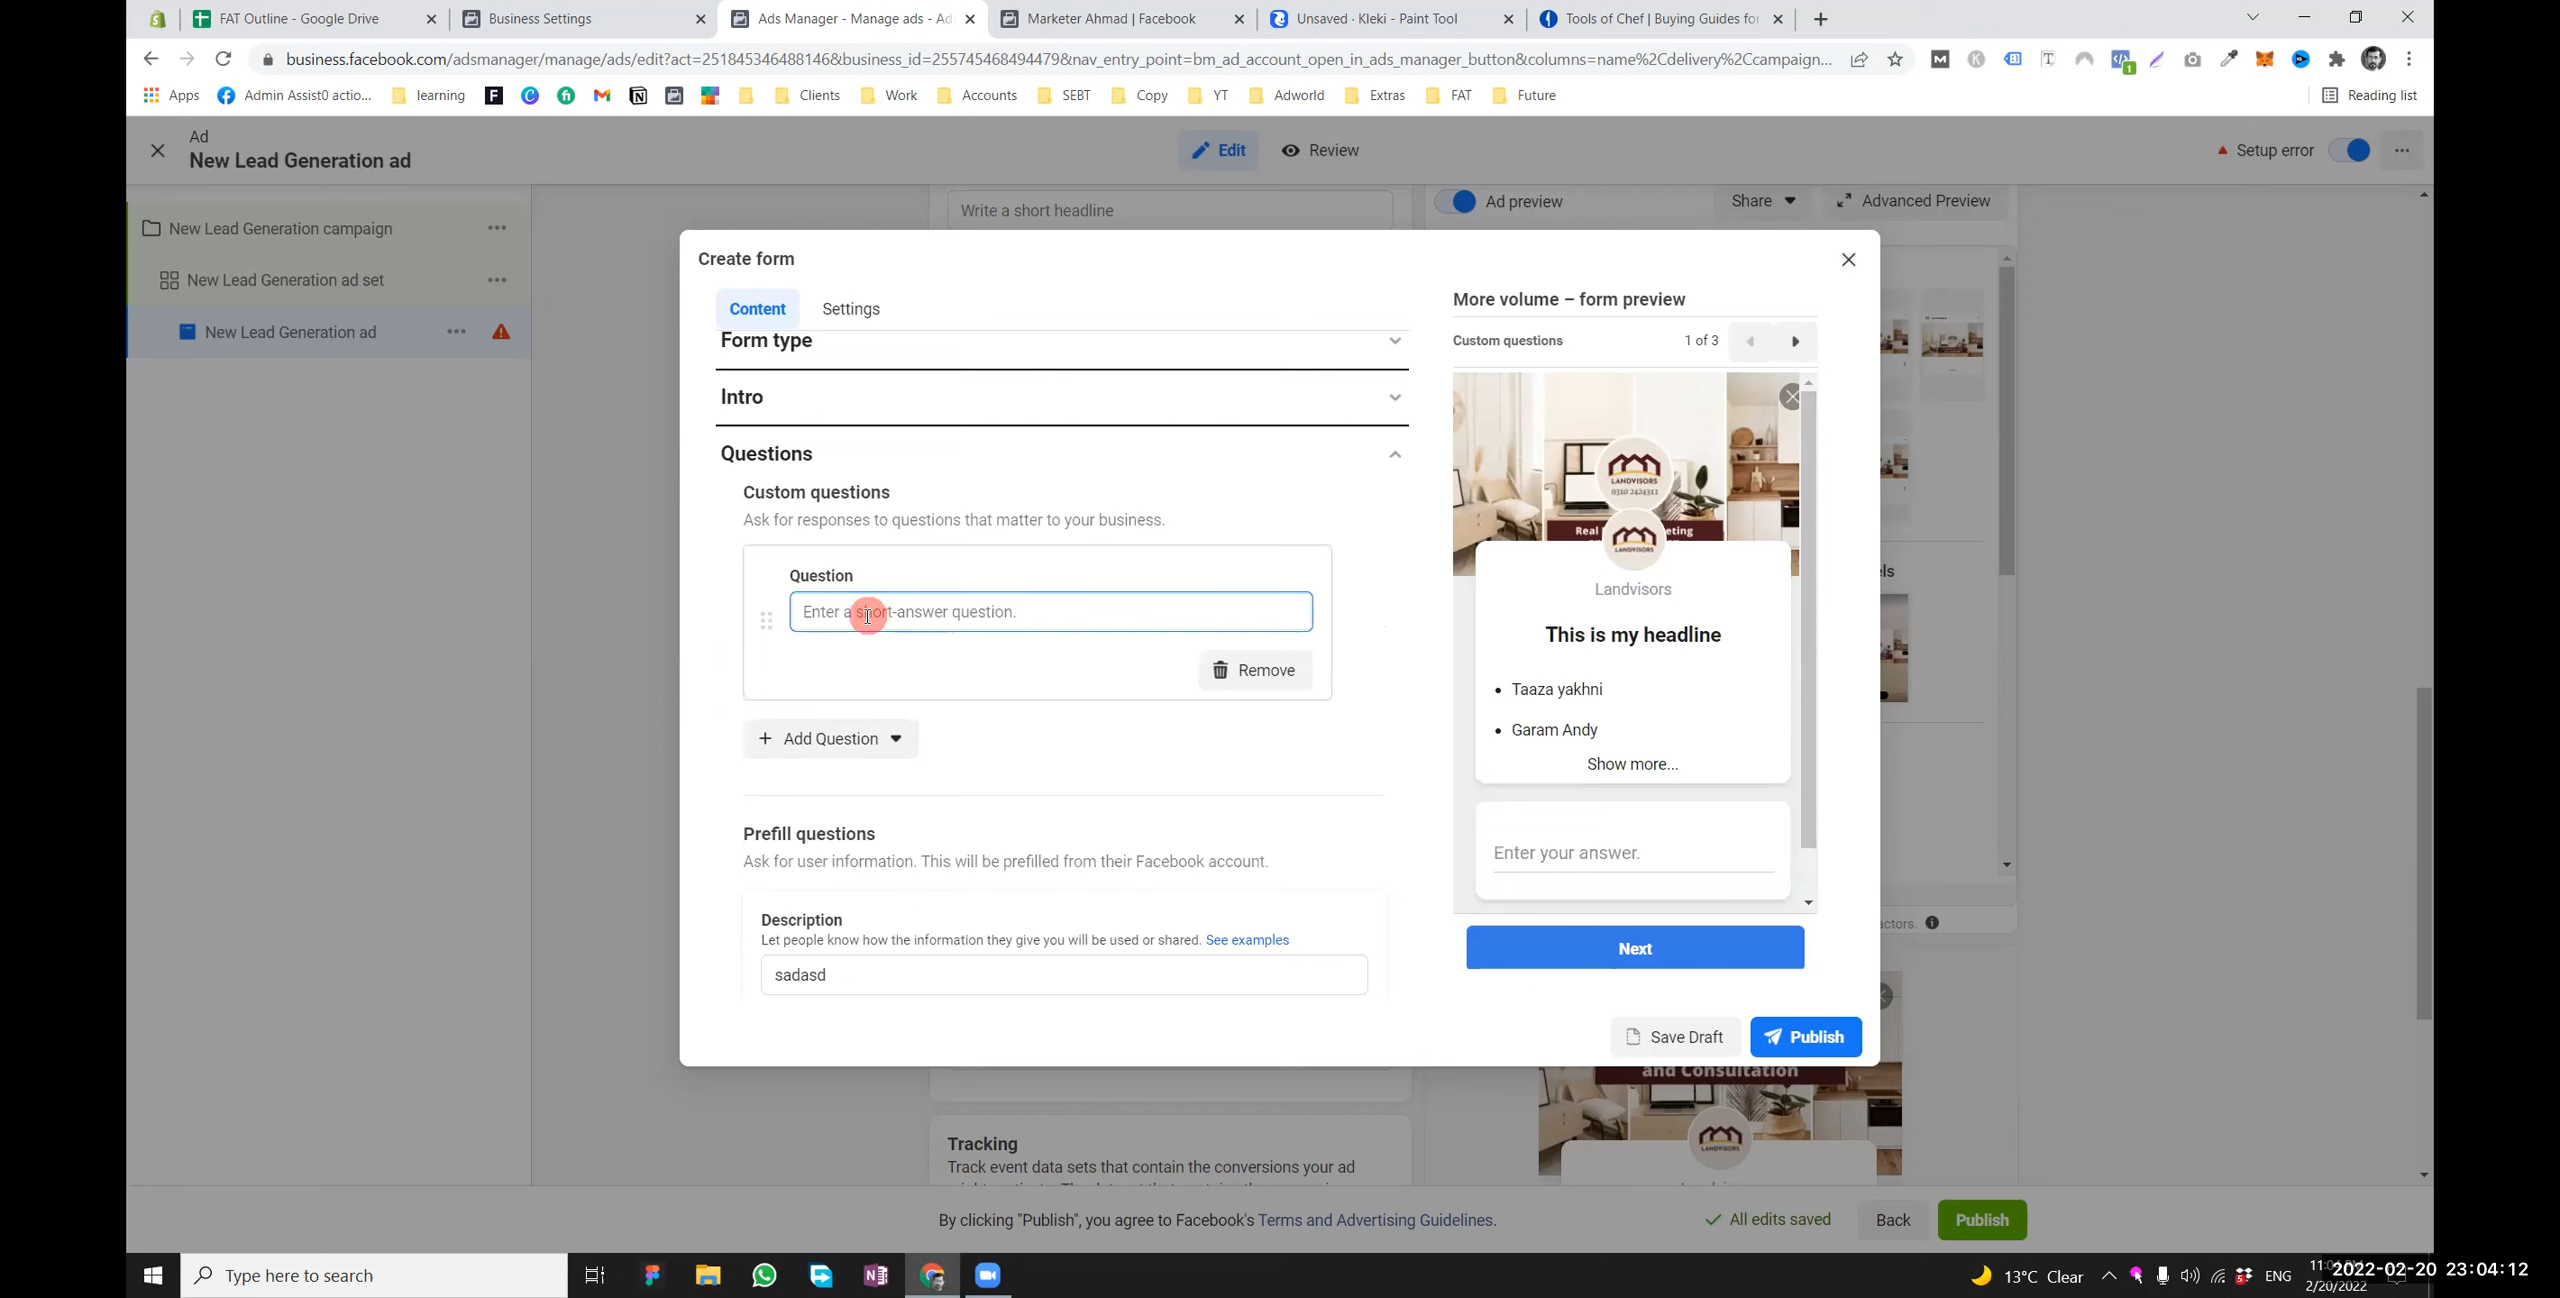 FAT Outline - Google Drive
Business Settings
Ads Manager - Manage ads - Ad
Marketer Ahmad | Facebook
Unsaved · Kleki - Paint Tool
Tools of Chef | Buying Guides for
business.facebook.com/adsmanager/manage/ads/edit?act=251845346488146&business_id=255745468494479&nav_entry_point=bm_ad_account_open_in_ads_manager_button&columns=name%2Cdelivery%2Ccampaign...
Apps
Admin Assist0 actio...
learning
Clients
Work
Accounts
SEBT
Copy
YT
Adworld
Extras
FAT
Future
Reading list
Ad
New Lead Generation ad
Edit
Review
Setup error
New Lead Generation campaign
New Lead Generation ad set
New Lead Generation ad
Write a short headline
Ad preview
Share
Advanced Preview
Create form
Content
Settings
Form type
Intro
Questions
Custom questions
Ask for responses to questions that matter to your business.
Question
Enter a short-answer question.
Remove
+ Add Question
Prefill questions
Ask for user information. This will be prefilled from their Facebook account.
Description
Let people know how the information they give you will be used or shared. See examples
sadasd
More volume – form preview
Custom questions
1 of 3
LANDVISORS
0310 2424311
LANDVISORS
Landvisors
This is my headline
• Taaza yakhni
• Garam Andy
Show more...
Enter your answer.
Next
Save Draft
Publish
and Consultation
LANDVISORS
Tracking
Track event data sets that contain the conversions your ad
By clicking "Publish", you agree to Facebook's Terms and Advertising Guidelines.
All edits saved
Back
Publish
Type here to search
13°C Clear
ENG
2/20/2022
2022-02-20 23:04:12